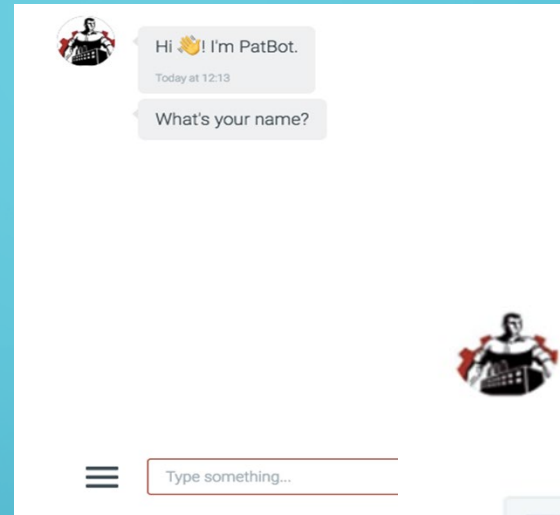 Hi 👋! I'm PatBot.
Today at 12:13
What's your name?
Type something...